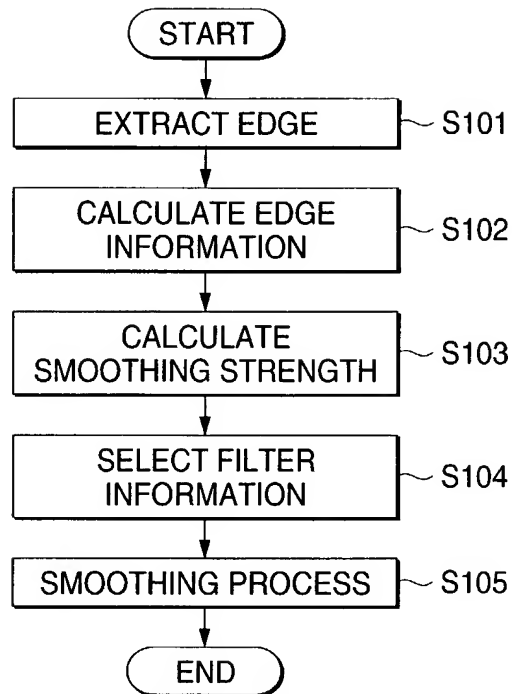 START
EXTRACT EDGE
S101
CALCULATE EDGE
INFORMATION
S102
CALCULATE
SMOOTHING STRENGTH
S103
SELECT FILTER
INFORMATION
S104
SMOOTHING PROCESS
S105
END